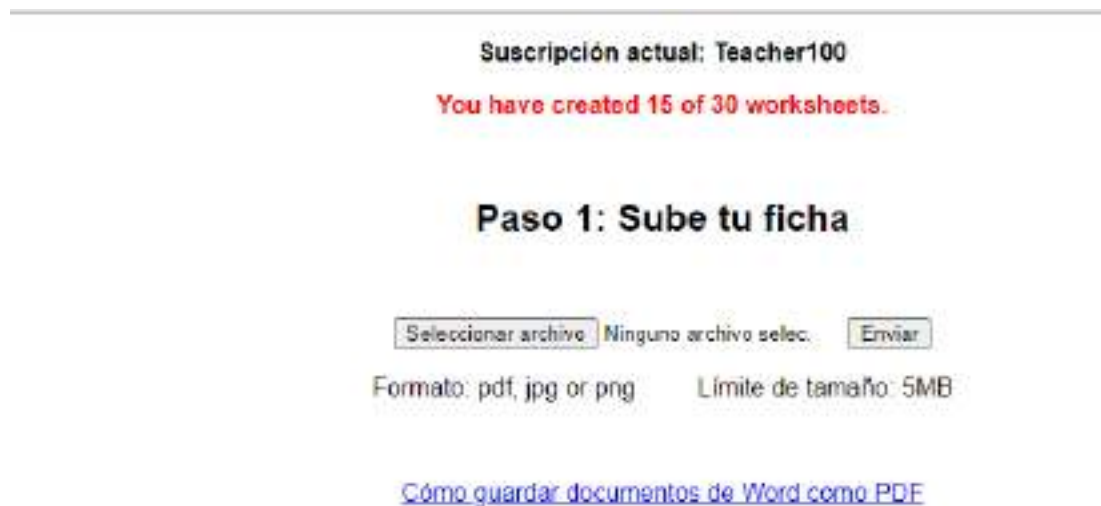 Suscripción actual: Teacher100
You have created 15 of 30 worksheets.
Paso 1: Sube tu ficha
Seleccionar archivo Ninguno archivo selec. Enviar
Formato: pdf, jpg or png Límite de tamaño: 5MB
Cómo guardar documentos de Word como PDF